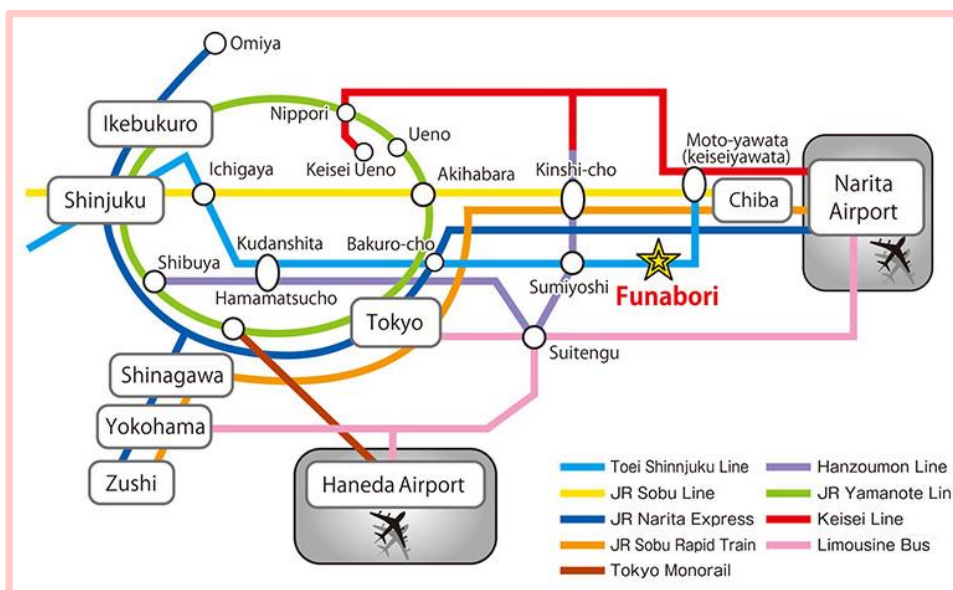 Omiya
Ikebukuro
Nippori
Ueno
Keisei Ueno
Moto-yawata
(keiseiyawata)
Shinjuku
Ichigaya
Akihabara
Kinshi-cho
Chiba
Narita
Airport
Kudanshita
Bakuro-cho
Shibuya
Hamamatsucho
Sumiyoshi
Funabori
Tokyo
Suitengu
Shinagawa
Yokohama
Zushi
Haneda Airport
Toei Shinnjuku Line
JR Sobu Line
JR Narita Express
JR Sobu Rapid Train
Tokyo Monorail
Hanzoumon Line
JR Yamanote Lin
Keisei Line
Limousine Bus